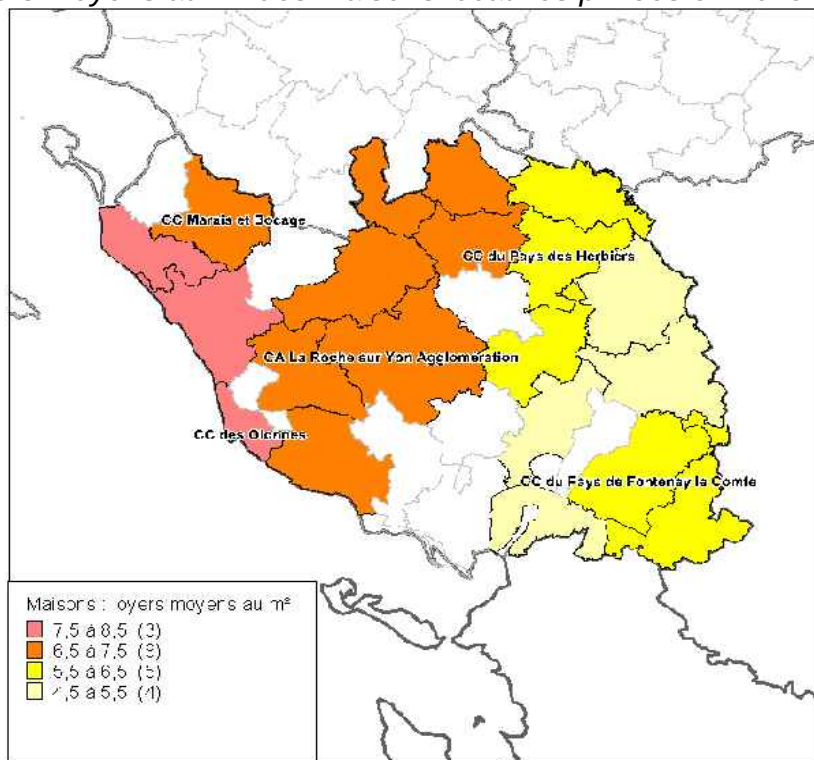 CC Marais et Bocage
CC du Pays des Herbiers
CA La Roche sur Yon Agglomération
CC des Olonnes
CC du Pays de Fontenay le Comte
Maisons : loyers moyens au m²
7,5 à 8,5 (3)
6,5 à 7,5
5,5 à 6,5 (5)
4,5 à 5,5 (4)